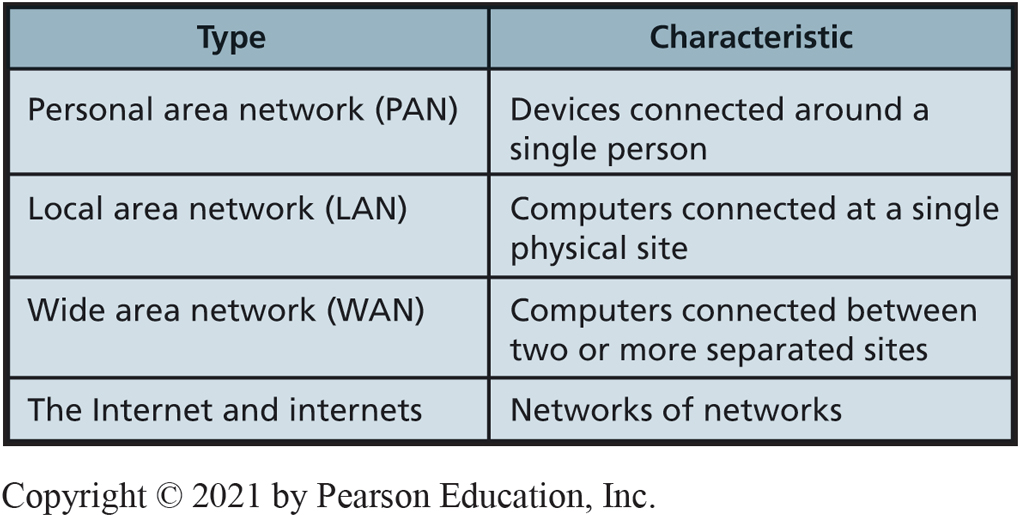 Type
Characteristic
Personal area network (PAN)
Devices connected around a
single person
Local area network (LAN)
Computers connected at a single
physical site
Wide area network (WAN)
Computers connected between
two or more separated sites
The Internet and internets
Networks of networks
Copyright © 2021 by Pearson Education, Inc.